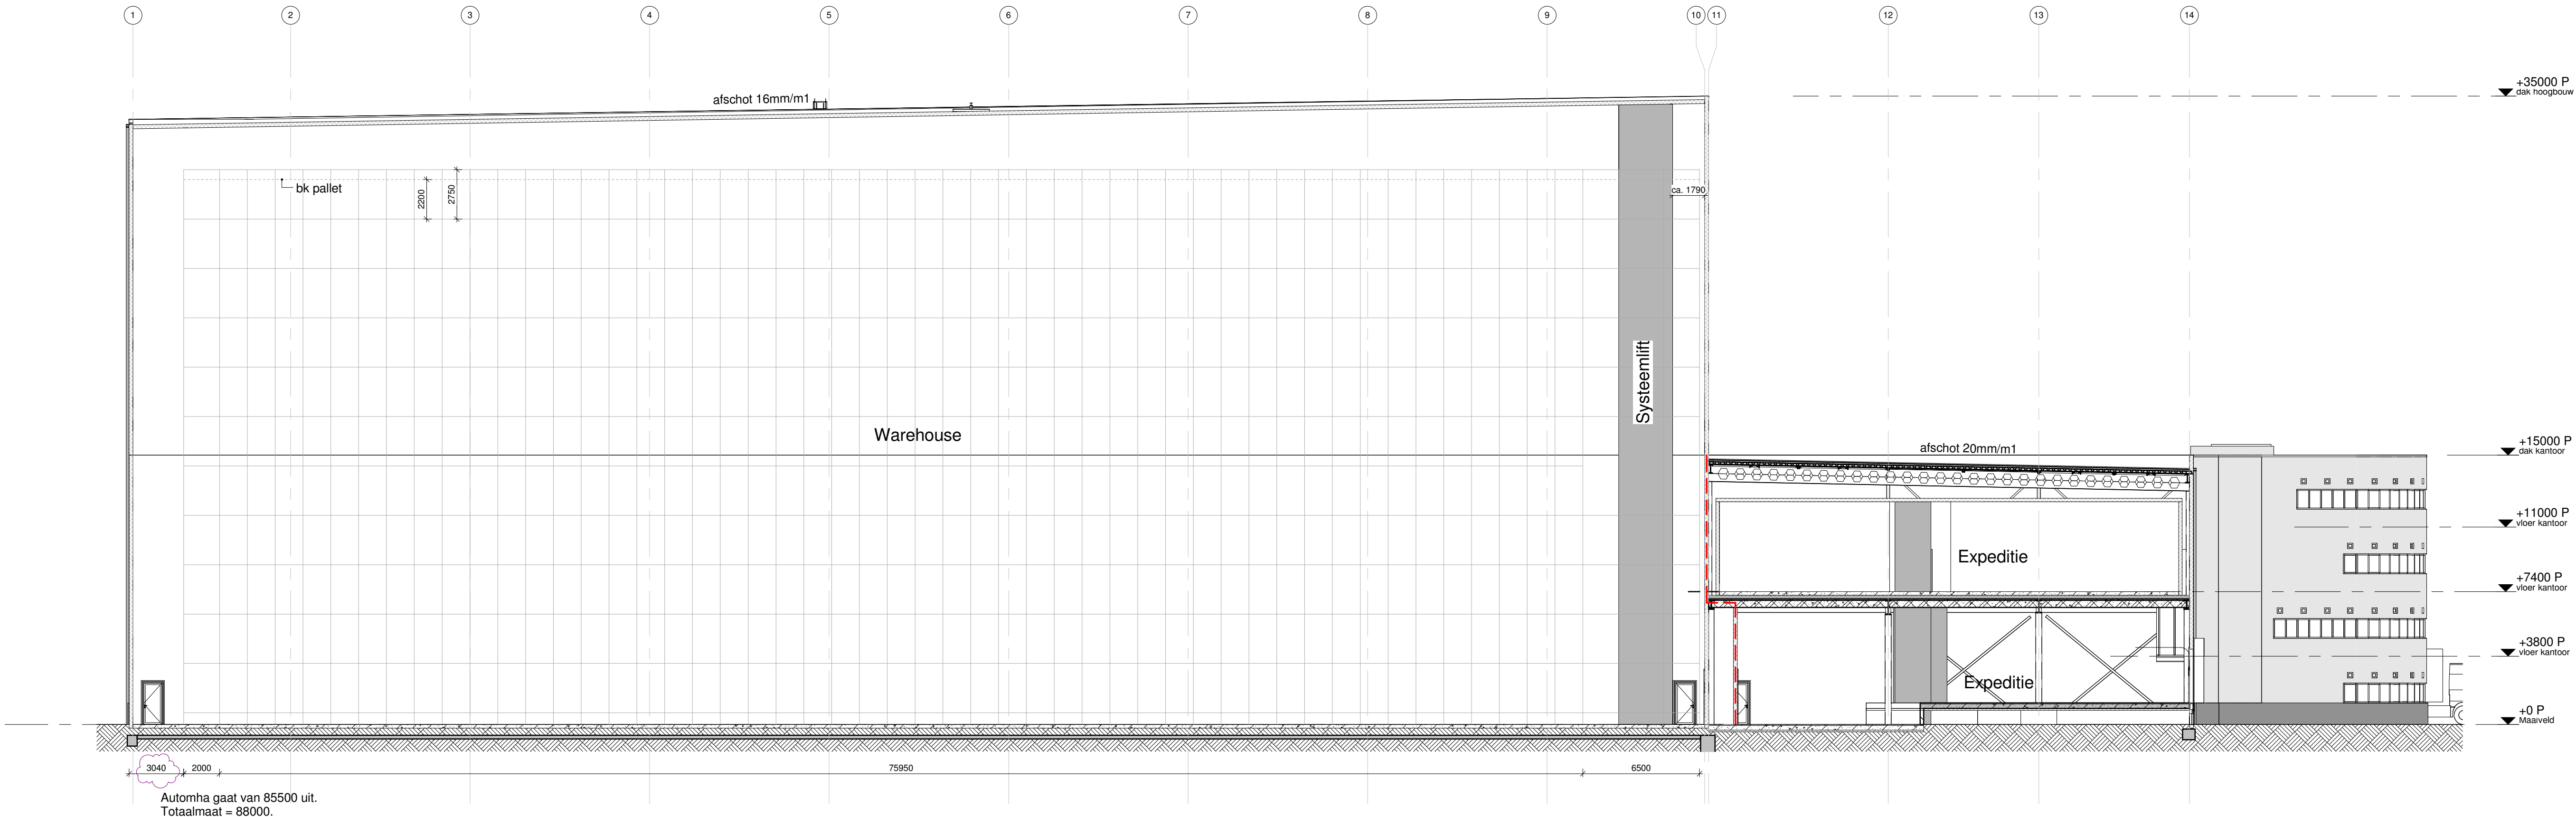 1 2 3 4 5 6 7 8 9 10 11 12 13 14
+35000 P
dak hoogbouw
afschot 16mm/m1
bk pallet
2200
2750
ca. 1790
Systeemlift
Warehouse
afschot 20mm/m1
+15000 P
dak kantoor
+11000 P
vloer kantoor
Expeditie
+7400 P
vloer kantoor
+3800 P
vloer kantoor
Expeditie
+0 P
Maaiveld
3040 2000 75950 6500
Automha gaat van 85500 uit.
Totaalmaat = 88000.